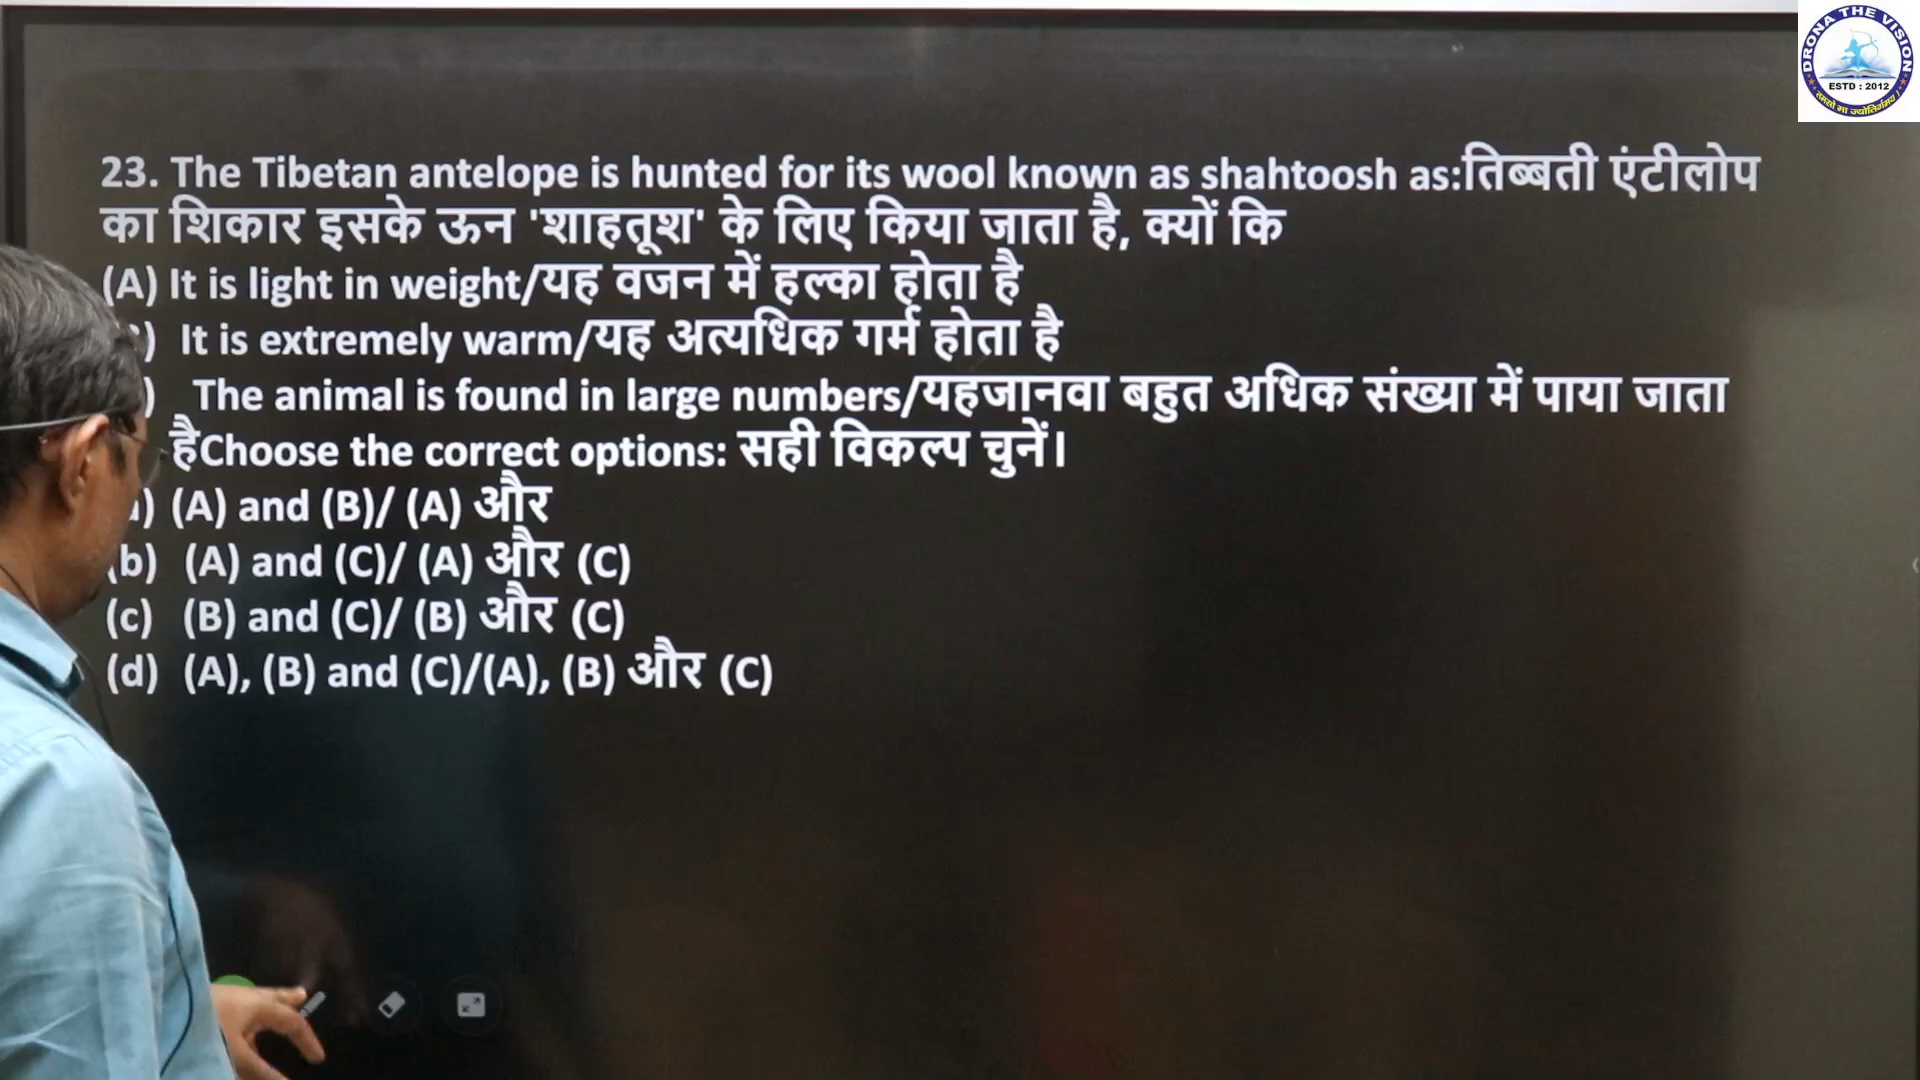 DRONA THE VISION
ESTD : 2012
तमसो मा ज्योतिर्गमय।
23. The Tibetan antelope is hunted for its wool known as shahtoosh as:तिब्बती एंटीलोप
का शिकार इसके ऊन 'शाहतूश' के लिए किया जाता है, क्यों कि
(A) It is light in weight/यह वजन में हल्का होता है
) It is extremely warm/यह अत्यधिक गर्म होता है
) The animal is found in large numbers/यहजानवा बहुत अधिक संख्या में पाया जाता
हैChoose the correct options: सही विकल्प चुनें।
) (A) and (B)/ (A) और
(b) (A) and (C)/ (A) और (C)
(c) (B) and (C)/ (B) और (C)
(d) (A), (B) and (C)/(A), (B) और (C)